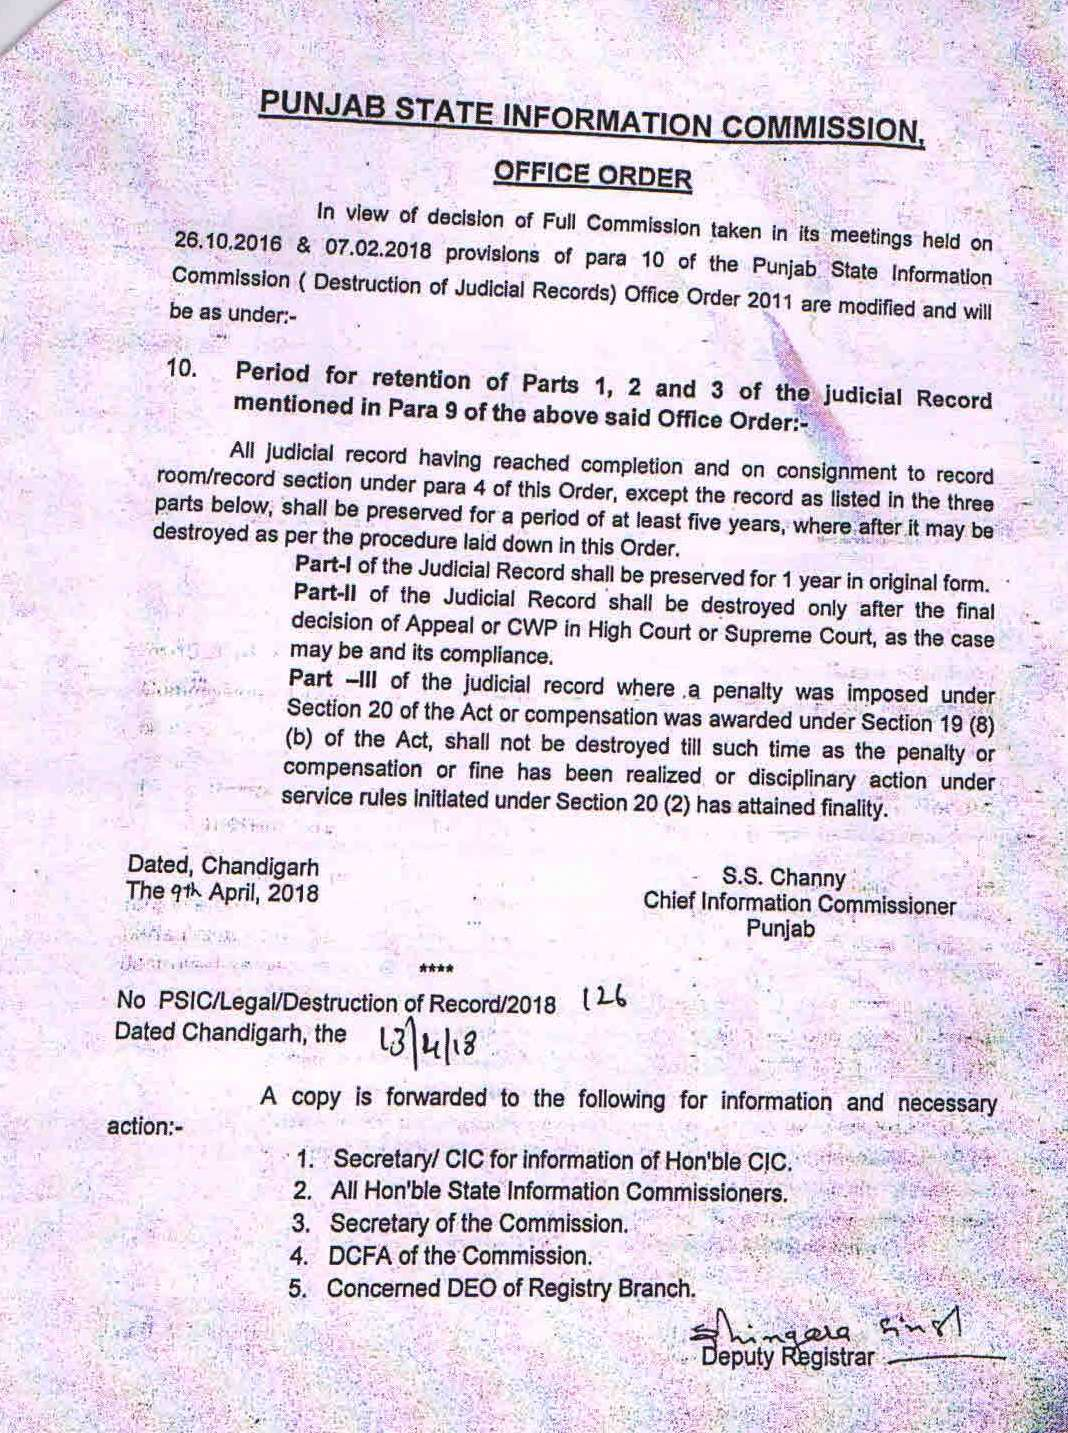 PUNJAB STATE INFORMATION COMMISSION,
OFFICE ORDER
In view of decision of Full Commission taken in its meetings held on
26.10.2016 & 07.02.2018 provisions of para 10 of the Punjab State Information
Commission ( Destruction of Judicial Records) Office Order 2011 are modified and will
be as under:-
10. Period for retention of Parts 1, 2 and 3 of the judicial Record
mentioned in Para 9 of the above said Office Order:-
All judicial record having reached completion and on consignment to record
room/record section under para 4 of this Order, except the record as listed in the three
parts below, shall be preserved for a period of at least five years, where after it may be
destroyed as per the procedure laid down in this Order.
Part-I of the Judicial Record shall be preserved for 1 year in original form.
Part-II of the Judicial Record shall be destroyed only after the final
decision of Appeal or CWP in High Court or Supreme Court, as the case
may be and its compliance.
Part –III of the judicial record where a penalty was imposed under
Section 20 of the Act or compensation was awarded under Section 19 (8)
(b) of the Act, shall not be destroyed till such time as the penalty or
compensation or fine has been realized or disciplinary action under
service rules initiated under Section 20 (2) has attained finality.
Dated, Chandigarh
The 9th April, 2018
S.S. Channy
Chief Information Commissioner
Punjab
****
No PSIC/Legal/Destruction of Record/2018 126
Dated Chandigarh, the 13/4/18
A copy is forwarded to the following for information and necessary
action:-
1. Secretary/ CIC for information of Hon'ble CIC.
2. All Hon'ble State Information Commissioners.
3. Secretary of the Commission.
4. DCFA of the Commission.
5. Concerned DEO of Registry Branch.
Shingara Singh
Deputy Registrar